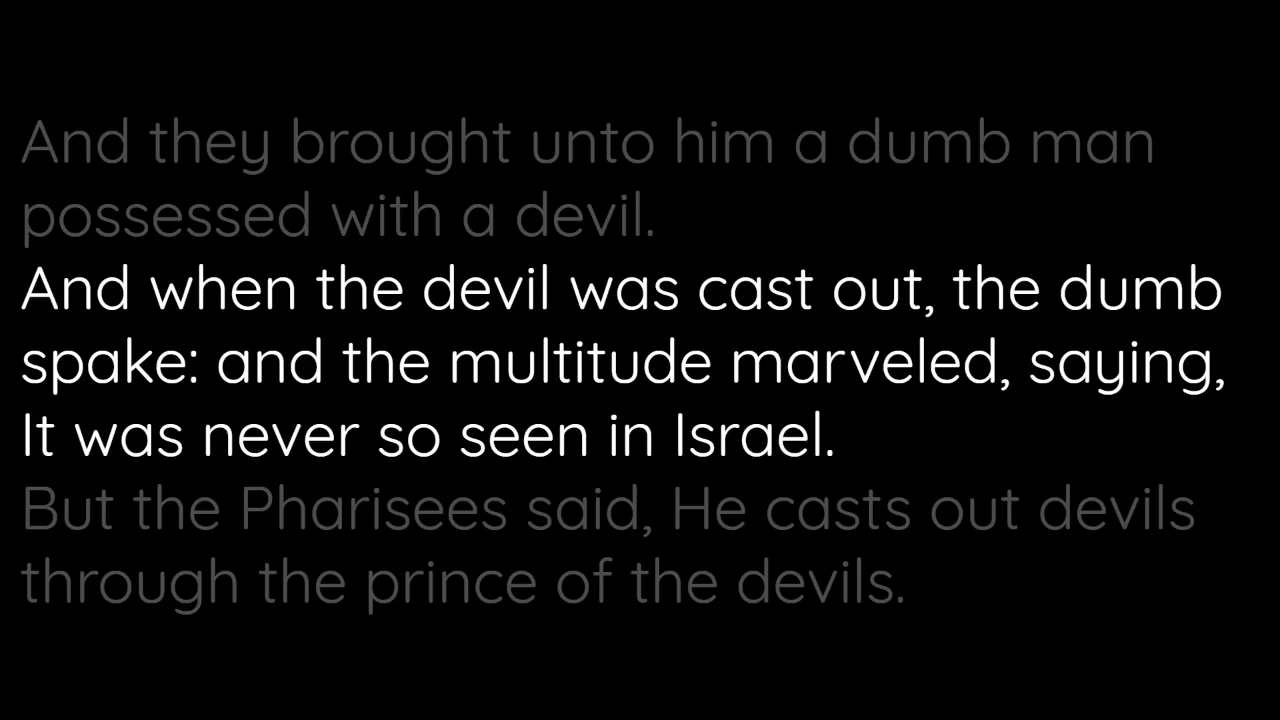 And they brought unto him a dumb man
possessed with a devil.
And when the devil was cast out, the dumb
spake: and the multitude marveled, saying,
It was never so seen in Israel.
But the Pharisees said, He casts out devils
through the prince of the devils.